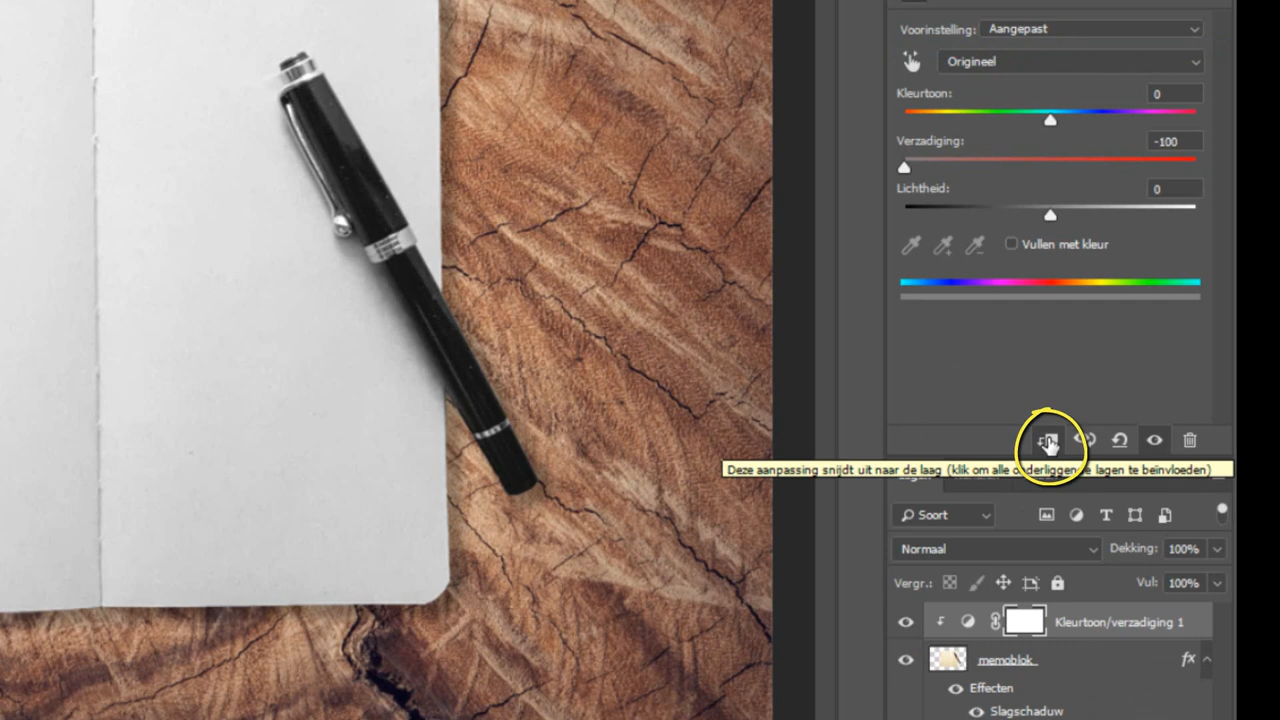 Voorinstelling: Aangepast
Origineel
Kleurtoon: 0
Verzadiging: -100
Lichtheid: 0
Vullen met kleur
Deze aanpassing snijdt uit naar de laag (klik om alle onderliggende lagen te beïnvloeden)
Soort
Normaal Dekking: 100%
Vergr.: Vul: 100%
Kleurtoon/verzadiging 1
memoblok fx
Effecten
Slagschaduw